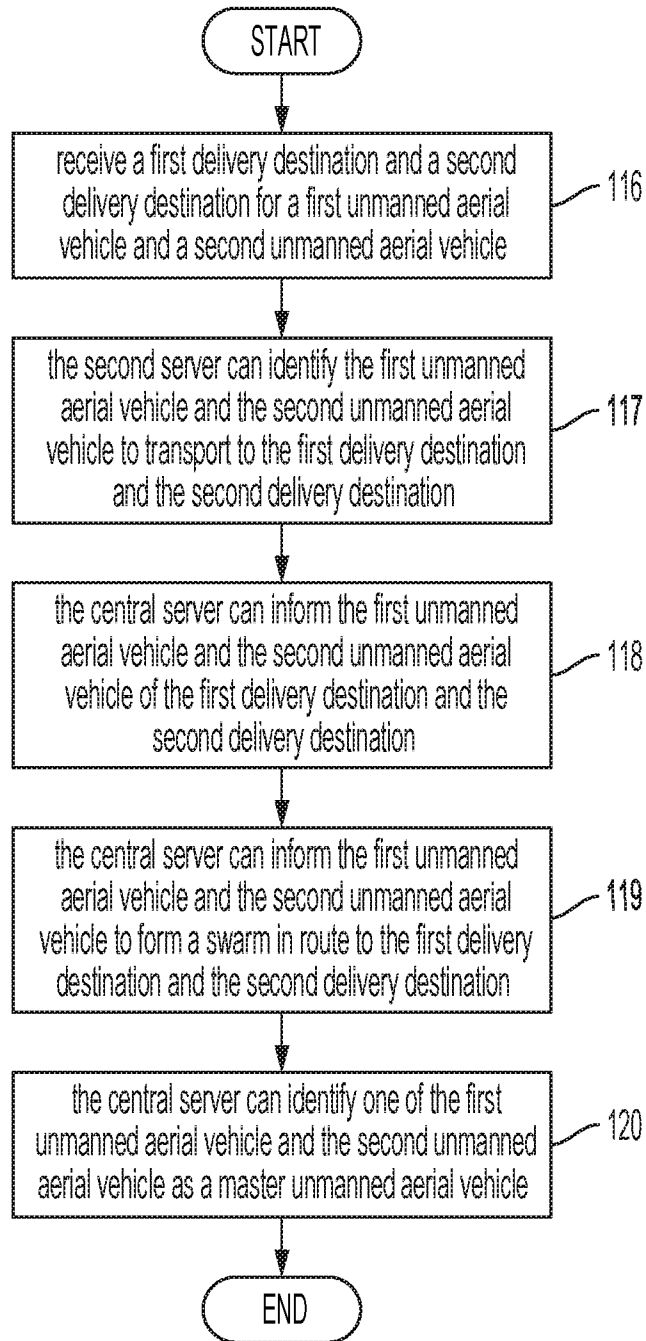 START
receive a first delivery destination and a second
delivery destination for a first unmanned aerial
vehicle and a second unmanned aerial vehicle
116
the second server can identify the first unmanned
aerial vehicle and the second unmanned aerial
vehicle to transport to the first delivery destination
and the second delivery destination
117
the central server can inform the first unmanned
aerial vehicle and the second unmanned aerial
vehicle of the first delivery destination and the
second delivery destination
118
the central server can inform the first unmanned
aerial vehicle and the second unmanned aerial
vehicle to form a swarm in route to the first delivery
destination and the second delivery destination
119
the central server can identify one of the first
unmanned aerial vehicle and the second unmanned
aerial vehicle as a master unmanned aerial vehicle
120
END